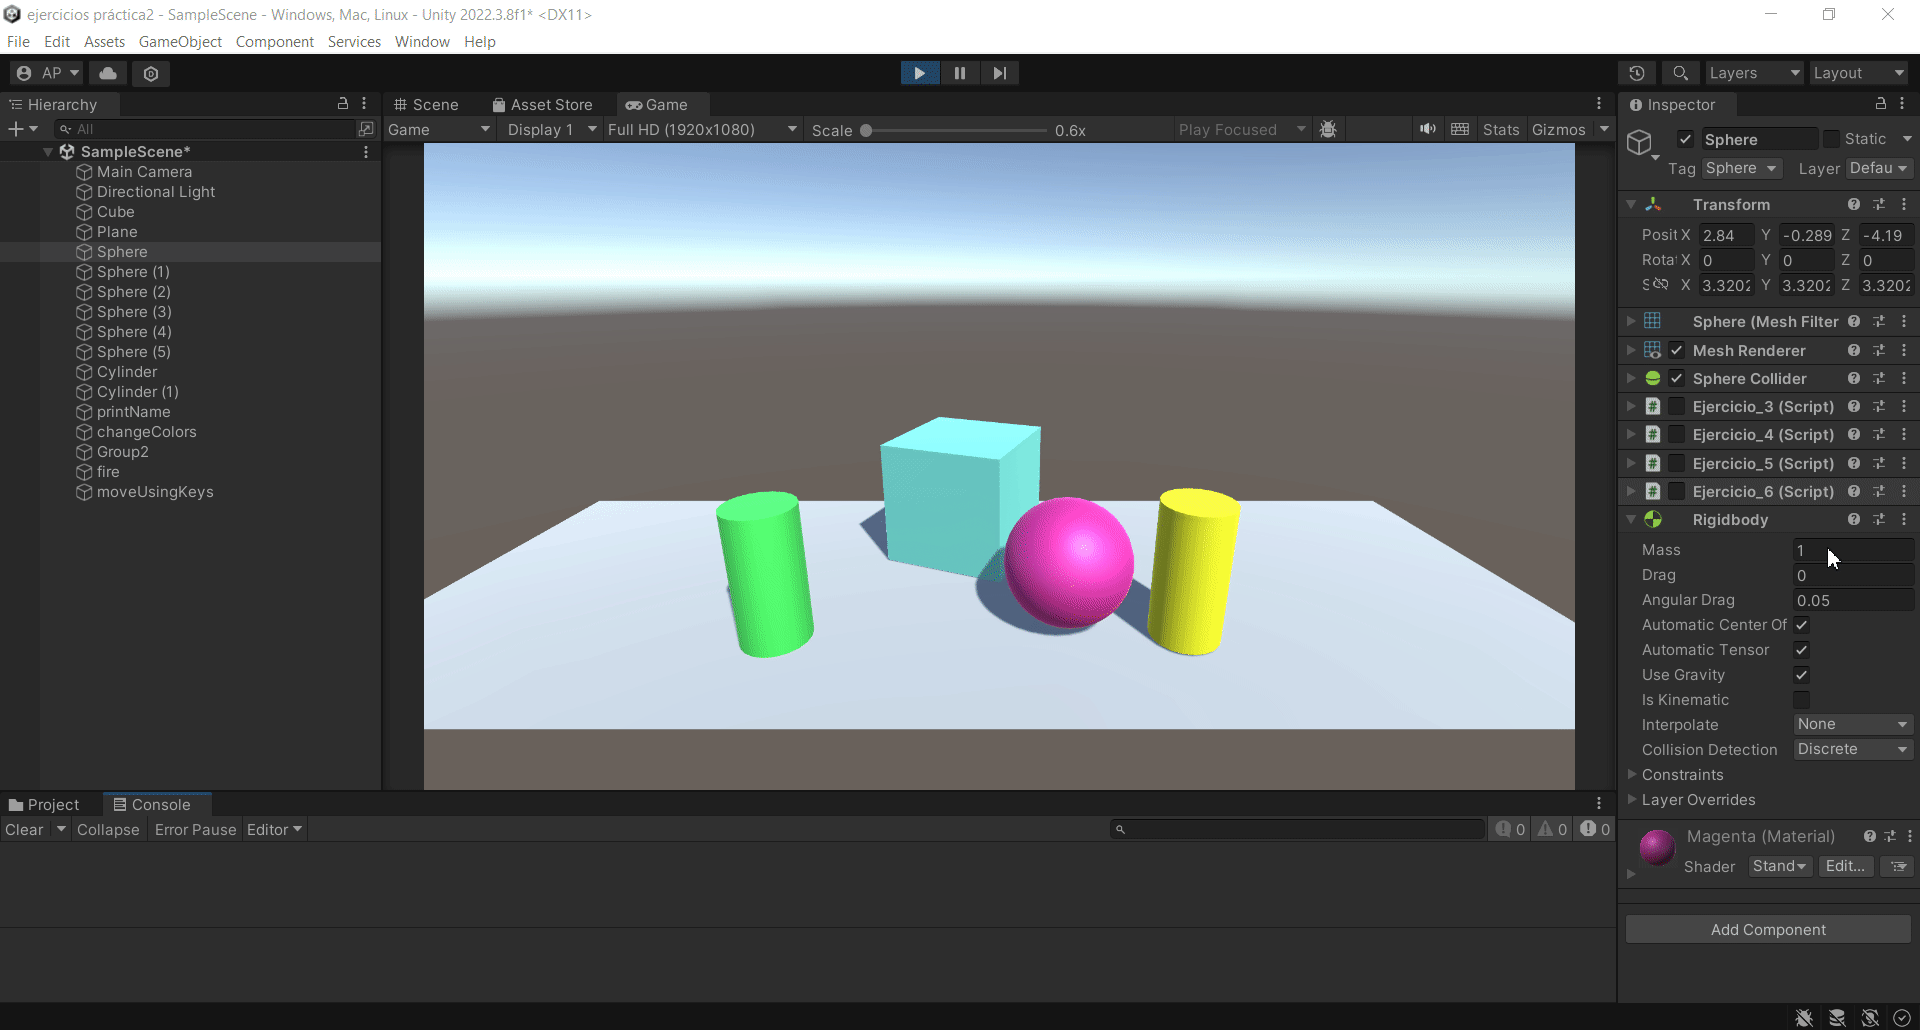 ejercicios práctica2 - SampleScene - Windows, Mac, Linux - Unity 2022.3.8f1* <DX11>
File Edit Assets GameObject Component Services Window Help
AP
Layers
Layout
Hierarchy
All
SampleScene*
Main Camera
Directional Light
Cube
Plane
Sphere
Sphere (1)
Sphere (2)
Sphere (3)
Sphere (4)
Sphere (5)
Cylinder
Cylinder (1)
printName
changeColors
Group2
fire
moveUsingKeys
Scene Asset Store Game
Game Display 1 Full HD (1920x1080) Scale 0.6x Play Focused Stats Gizmos
Inspector
Sphere Static
Tag Sphere Layer Defau
Transform
Posit X 2.84 Y -0.289 Z -4.19
Rota X 0 Y 0 Z 0
S X 3.3202 Y 3.3202 Z 3.3202
Sphere (Mesh Filter
Mesh Renderer
Sphere Collider
Ejercicio_3 (Script)
Ejercicio_4 (Script)
Ejercicio_5 (Script)
Ejercicio_6 (Script)
Rigidbody
Mass 1
Drag 0
Angular Drag 0.05
Automatic Center Of
Automatic Tensor
Use Gravity
Is Kinematic
Interpolate None
Collision Detection Discrete
Constraints
Layer Overrides
Magenta (Material)
Shader Stand Edit...
Add Component
Project Console
Clear Collapse Error Pause Editor 0 0 0